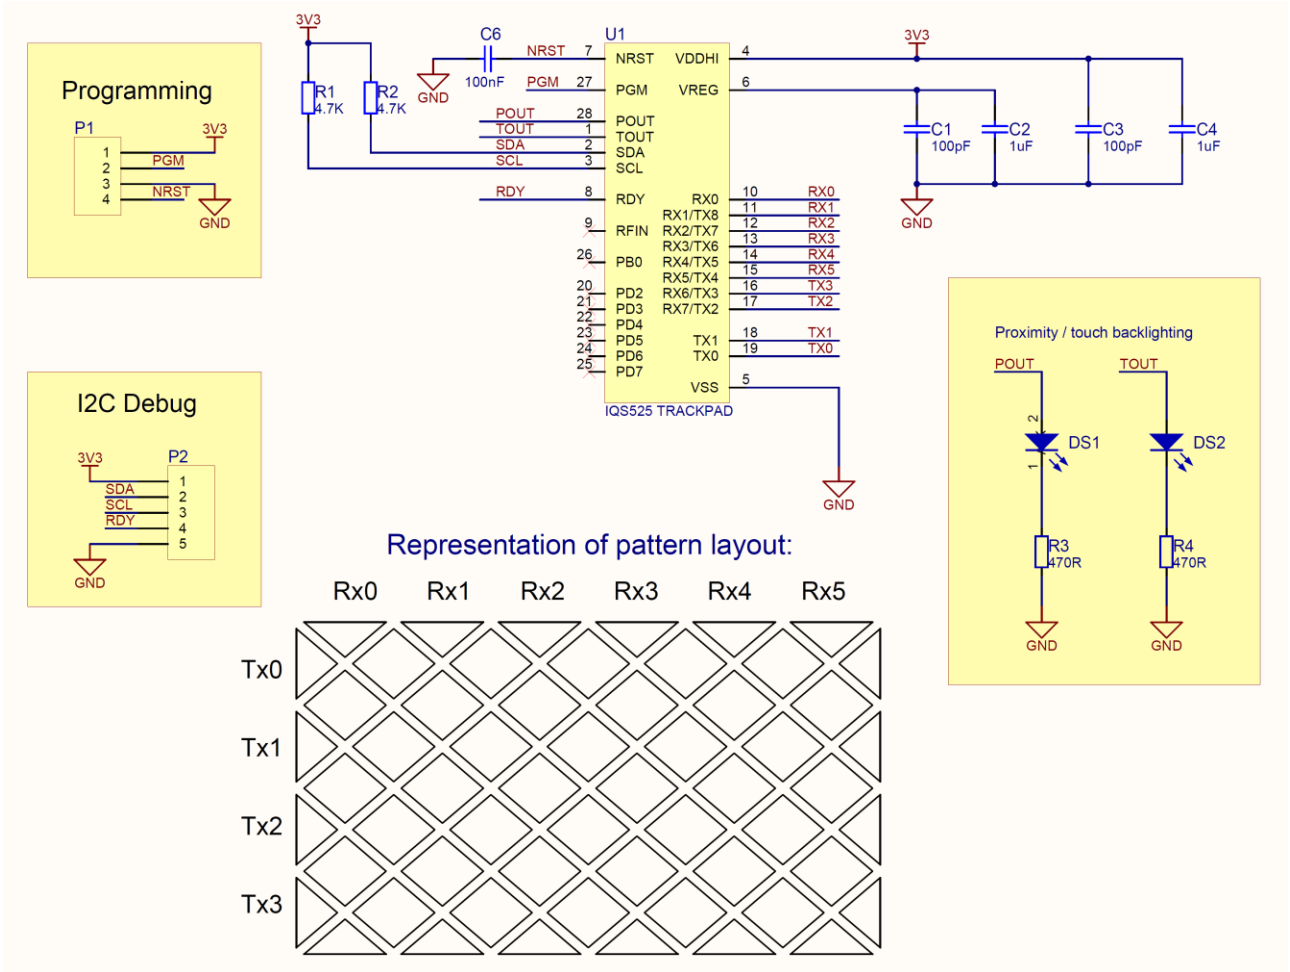 Programming
P1
3V3
1
2 PGM
3
4 NRST
GND
I2C Debug
3V3
P2
1
SDA 2
SCL 3
RDY 4
5
GND
3V3
R1
4.7K
R2
4.7K
C6
100nF
GND
U1
NRST 7 NRST
PGM 27 PGM
POUT 28 POUT
TOUT 1 TOUT
SDA 2 SDA
SCL 3 SCL
RDY 8 RDY
9 RFIN
26 PB0
20 PD2
21 PD3
22 PD4
23 PD5
24 PD6
25 PD7
VDDHI 4
VREG 6
RX0 10 RX0
RX1/TX8 11 RX1
RX2/TX7 12 RX2
RX3/TX6 13 RX3
RX4/TX5 14 RX4
RX5/TX4 15 RX5
RX6/TX3 16 TX3
RX7/TX2 17 TX2
TX1 18 TX1
TX0 19 TX0
VSS 5
IQS525 TRACKPAD
GND
3V3
C1
100pF
C2
1uF
C3
100pF
C4
1uF
GND
Proximity / touch backlighting
POUT
2
DS1
1
R3
470R
GND
TOUT
DS2
R4
470R
GND
Representation of pattern layout:
Rx0 Rx1 Rx2 Rx3 Rx4 Rx5
Tx0
Tx1
Tx2
Tx3